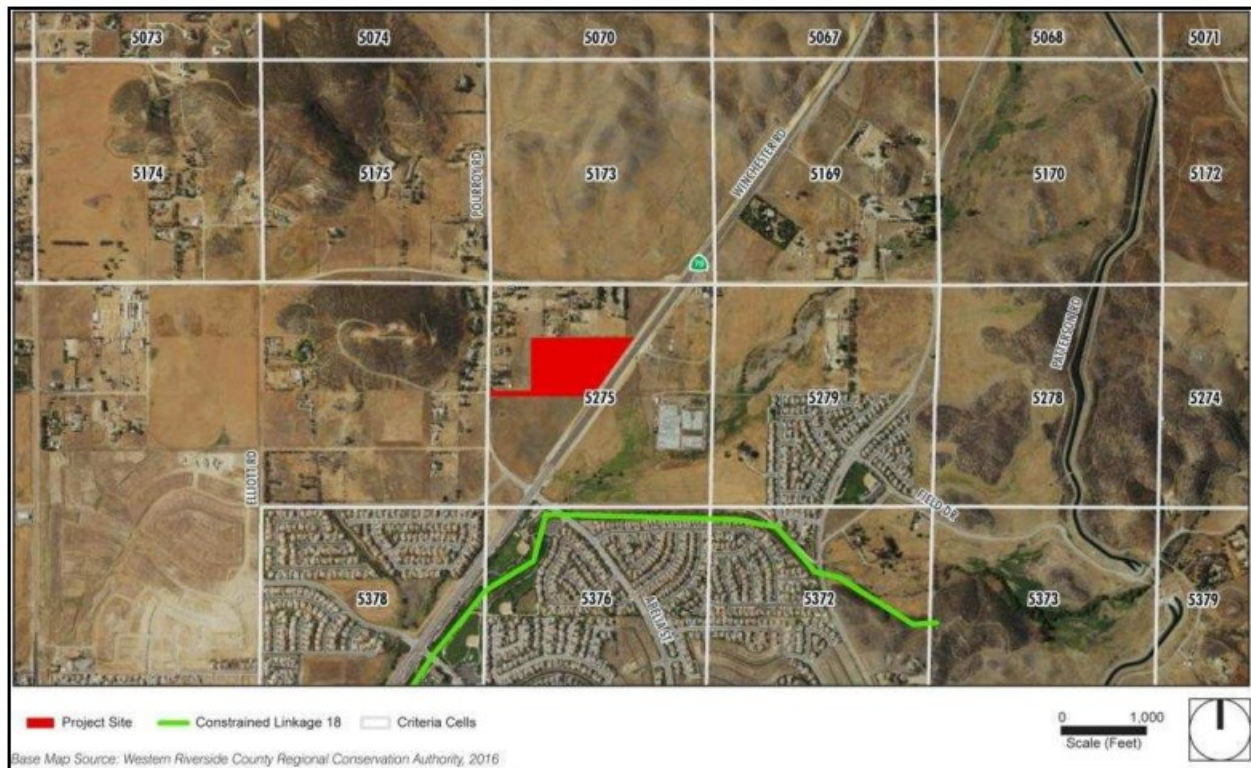 5073 5074 5070 5067 5068 5071
5174 5175 POURROY RD 5173 WINCHESTER RD 5169 5170 5172
79
PATTERSON RD
5275 5279 5278 5274
ELLIOTT RD
FIELD DR
5378 5376 ABELIA ST 5372 5373 5379
Project Site Constrained Linkage 18 Criteria Cells
0 1,000
Scale (Feet)
Base Map Source: Western Riverside County Regional Conservation Authority, 2016